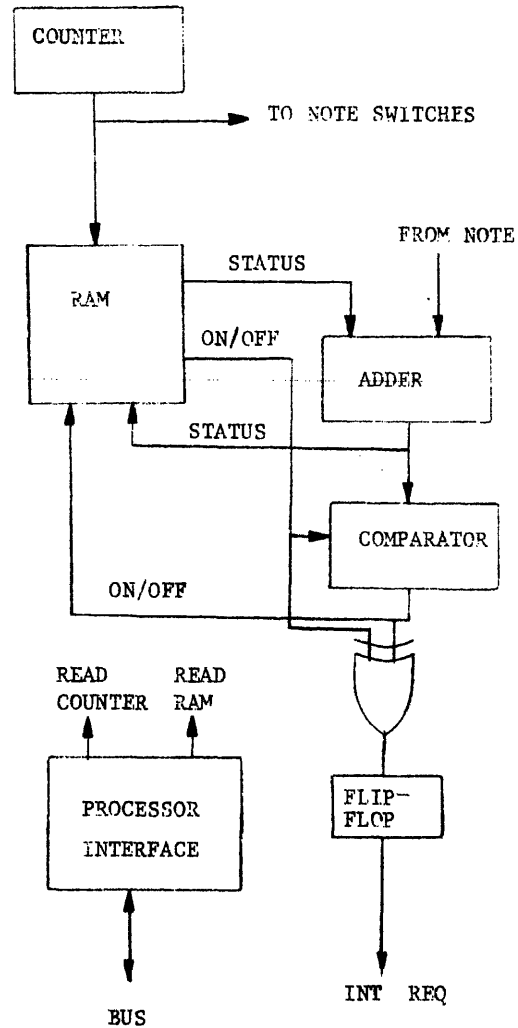 COUNTER
TO NOTE SWITCHES
FROM NOTE
STATUS
RAM
ON/OFF
ADDER
STATUS
COMPARATOR
ON/OFF
READ
COUNTER
READ
RAM
PROCESSOR
INTERFACE
FLIP-
FLOP
BUS
INT REQ